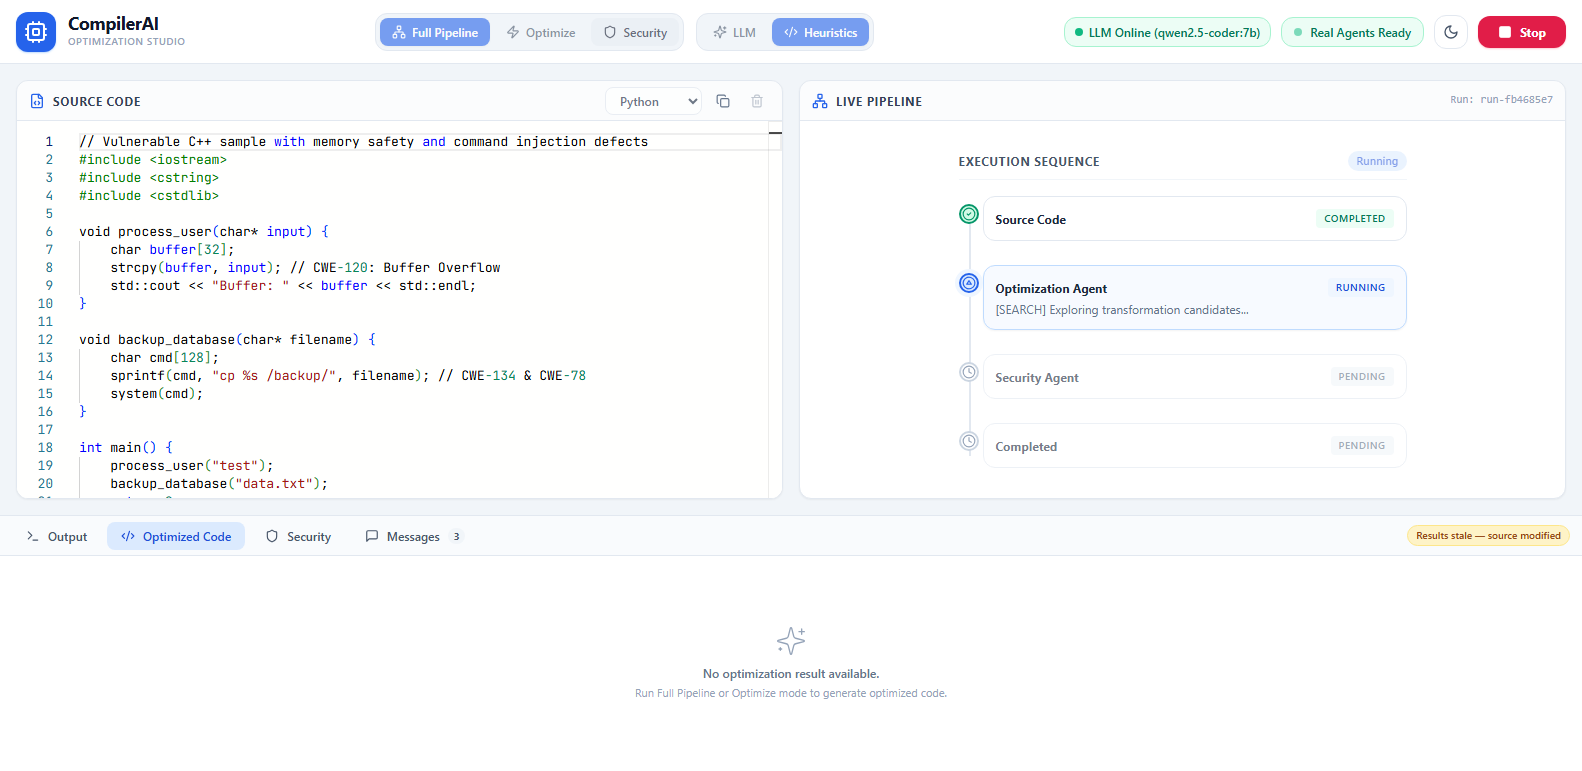 CompilerAI
OPTIMIZATION STUDIO
Full Pipeline
Optimize
Security
LLM
Heuristics
LLM Online (qwen2.5-coder:7b)
Real Agents Ready
Stop
SOURCE CODE
Python
1 // Vulnerable C++ sample with memory safety and command injection defects
2 #include <iostream>
3 #include <cstring>
4 #include <cstdlib>
5
6 void process_user(char* input) {
7 char buffer[32];
8 strcpy(buffer, input); // CWE-120: Buffer Overflow
9 std::cout << "Buffer: " << buffer << std::endl;
10 }
11
12 void backup_database(char* filename) {
13 char cmd[128];
14 sprintf(cmd, "cp %s /backup/", filename); // CWE-134 & CWE-78
15 system(cmd);
16 }
17
18 int main() {
19 process_user("test");
20 backup_database("data.txt");
LIVE PIPELINE
Run: run-fb4685e7
EXECUTION SEQUENCE
Running
Source Code
COMPLETED
Optimization Agent
RUNNING
[SEARCH] Exploring transformation candidates...
Security Agent
PENDING
Completed
PENDING
Output
Optimized Code
Security
Messages 3
Results stale — source modified
No optimization result available.
Run Full Pipeline or Optimize mode to generate optimized code.